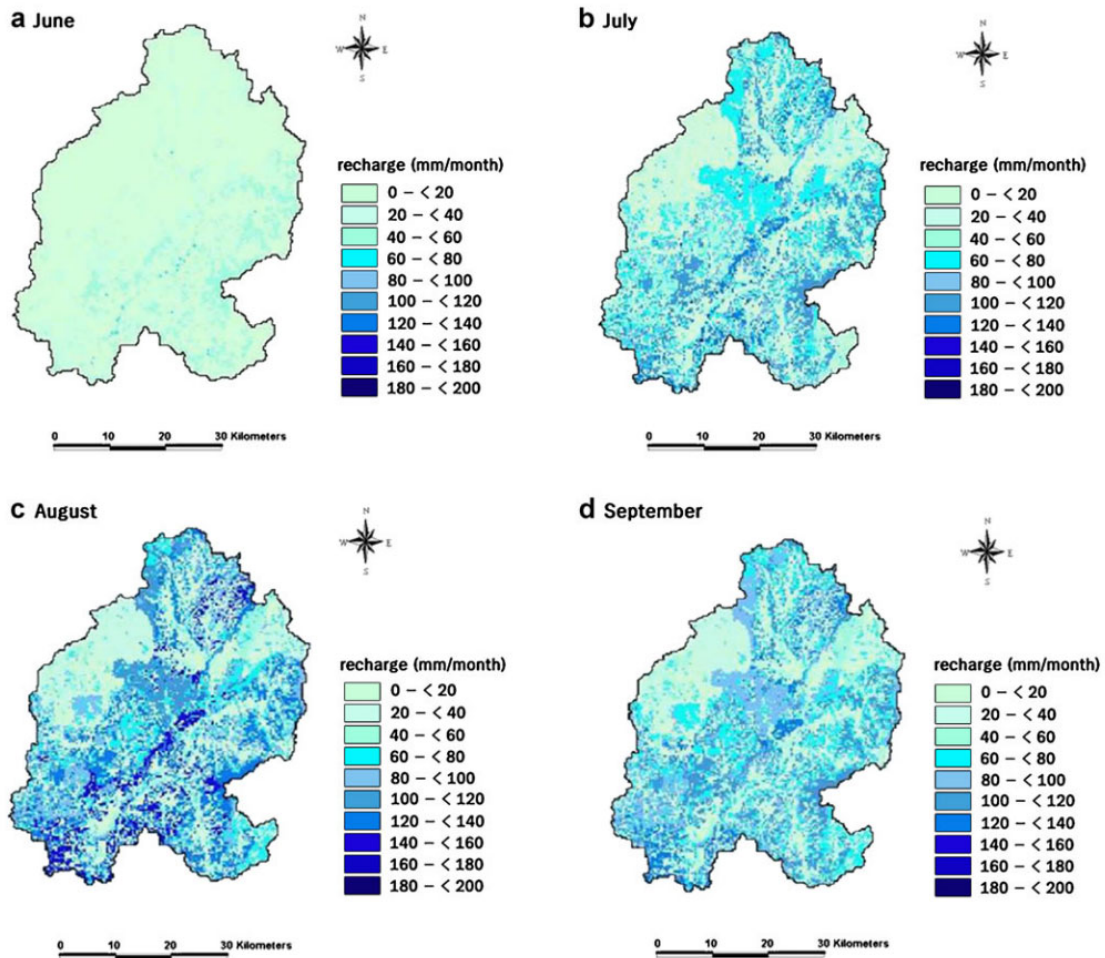 a June
N
W E
S
recharge (mm/month)
0 – < 20
20 – < 40
40 – < 60
60 – < 80
80 – < 100
100 – < 120
120 – < 140
140 – < 160
160 – < 180
180 – < 200
0 10 20 30 Kilometers
b July
N
W E
S
recharge (mm/month)
0 – < 20
20 – < 40
40 – < 60
60 – < 80
80 – < 100
100 – < 120
120 – < 140
140 – < 160
160 – < 180
180 – < 200
0 10 20 30 Kilometers
c August
N
W E
S
recharge (mm/month)
0 – < 20
20 – < 40
40 – < 60
60 – < 80
80 – < 100
100 – < 120
120 – < 140
140 – < 160
160 – < 180
180 – < 200
0 10 20 30 Kilometers
d September
N
W E
S
recharge (mm/month)
0 – < 20
20 – < 40
40 – < 60
60 – < 80
80 – < 100
100 – < 120
120 – < 140
140 – < 160
160 – < 180
180 – < 200
0 10 20 30 Kilometers